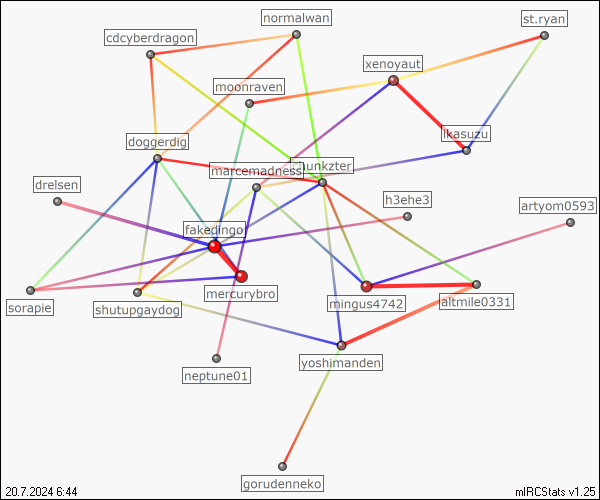 normalwan
st.ryan
cdcyberdragon
xenoyaut
moonraven
ikasuzu
doggerdig
marcemadness
hunkzter
drelsen
h3ehe3
artyom0593
fakedingo
mercurybro
sorapie
shutupgaydog
mingus4742
altmile0331
yoshimanden
neptune01
gorudenneko
20.7.2024 6:44
mIRCStats v1.25